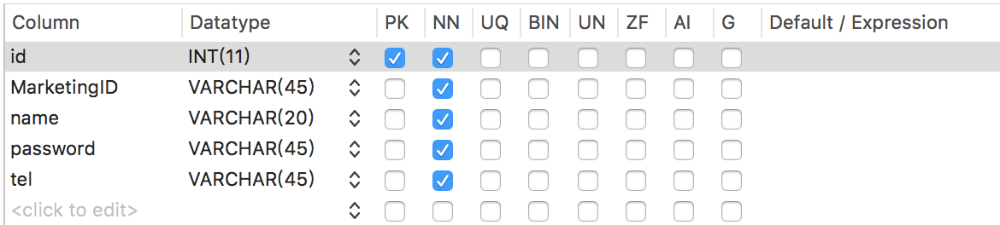 Column Datatype PK NN UQ BIN UN ZF AI G Default / Expression
id INT(11)
MarketingID VARCHAR(45)
name VARCHAR(20)
password VARCHAR(45)
tel VARCHAR(45)
<click to edit>